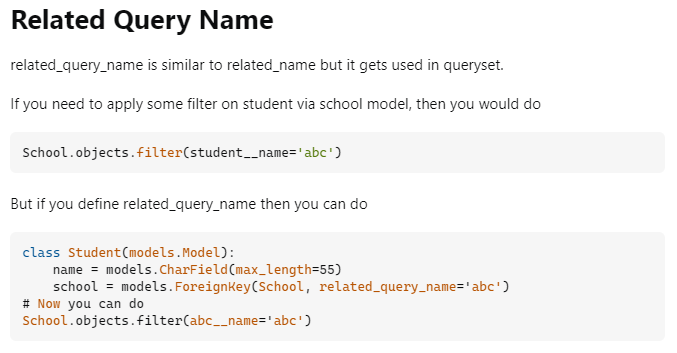 Related Query Name
related_query_name is similar to related_name but it gets used in queryset.
If you need to apply some filter on student via school model, then you would do
School.objects.filter(student__name='abc')
But if you define related_query_name then you can do
class Student(models.Model):
    name = models.CharField(max_length=55)
    school = models.ForeignKey(School, related_query_name='abc')
# Now you can do
School.objects.filter(abc__name='abc')